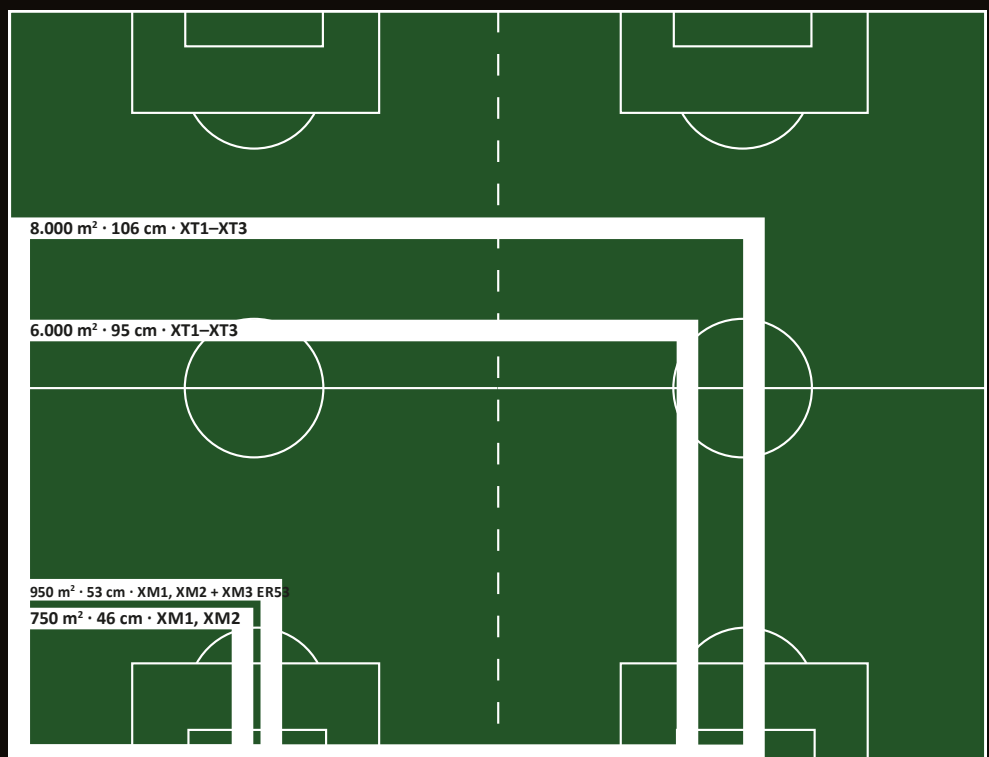 8.000 m² · 106 cm · XT1–XT3
6.000 m² · 95 cm · XT1–XT3
950 m² · 53 cm · XM1, XM2 + XM3 ER53
750 m² · 46 cm · XM1, XM2